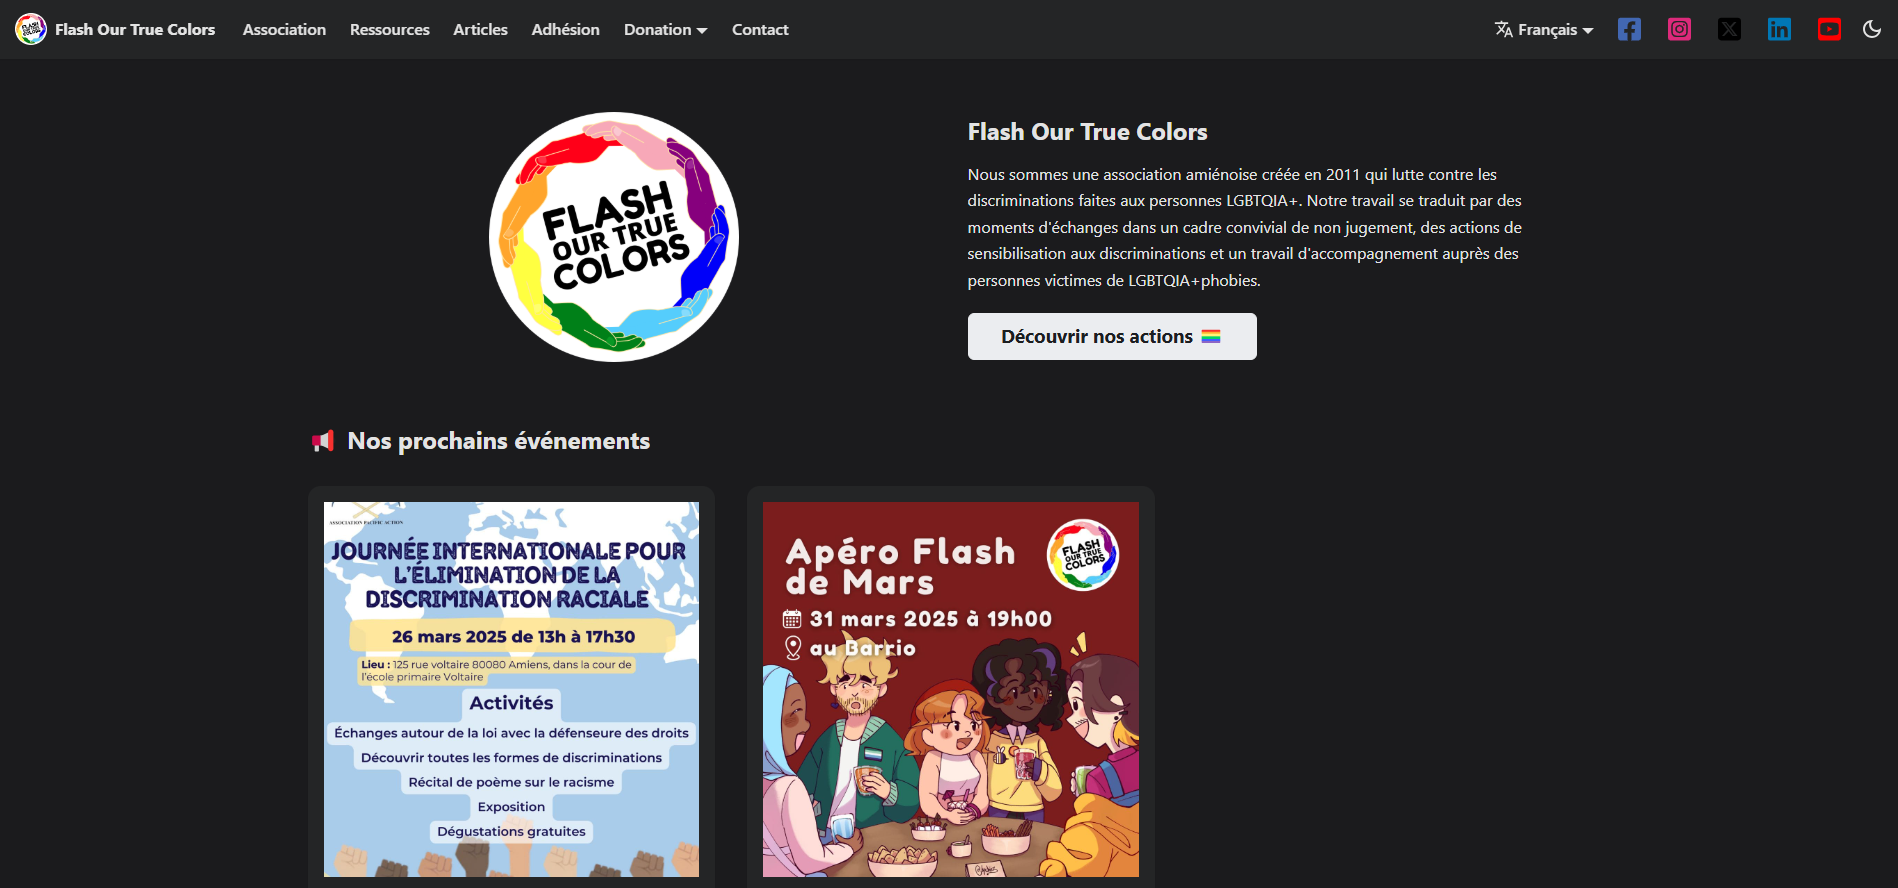 Flash Our True Colors
Association
Ressources
Articles
Adhésion
Donation
Contact
Français
FLASH
OUR TRUE
COLORS
Flash Our True Colors
Nous sommes une association amiénoise créée en 2011 qui lutte contre les
discriminations faites aux personnes LGBTQIA+. Notre travail se traduit par des
moments d'échanges dans un cadre convivial de non jugement, des actions de
sensibilisation aux discriminations et un travail d'accompagnement auprès des
personnes victimes de LGBTQIA+phobies.
Découvrir nos actions
Nos prochains événements
ASSOCIATION PACIFIC ACTION
JOURNÉE INTERNATIONALE POUR
L'ÉLIMINATION DE LA
DISCRIMINATION RACIALE
26 mars 2025 de 13h à 17h30
Lieu : 125 rue voltaire 80080 Amiens, dans la cour de
l'école primaire Voltaire
Activités
Échanges autour de la loi avec la défenseure des droits
Découvrir toutes les formes de discriminations
Récital de poème sur le racisme
Exposition
Dégustations gratuites
Apéro Flash
de Mars
FLASH
OUR TRUE
COLORS
31 mars 2025 à 19h00
au Barrio